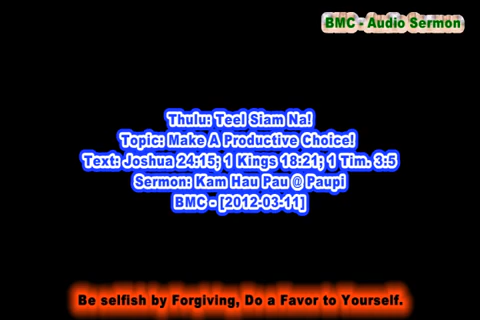 BMC - Audio Sermon
Thulu: Teel Siam Na!
Topic: Make A Productive Choice!
Text: Joshua 24:15; 1 Kings 18:21; 1 Tim. 3:5
Sermon: Kam Hau Pau @ Paupi
BMC - [2012-03-11]
Be selfish by Forgiving, Do a Favor to Yourself.